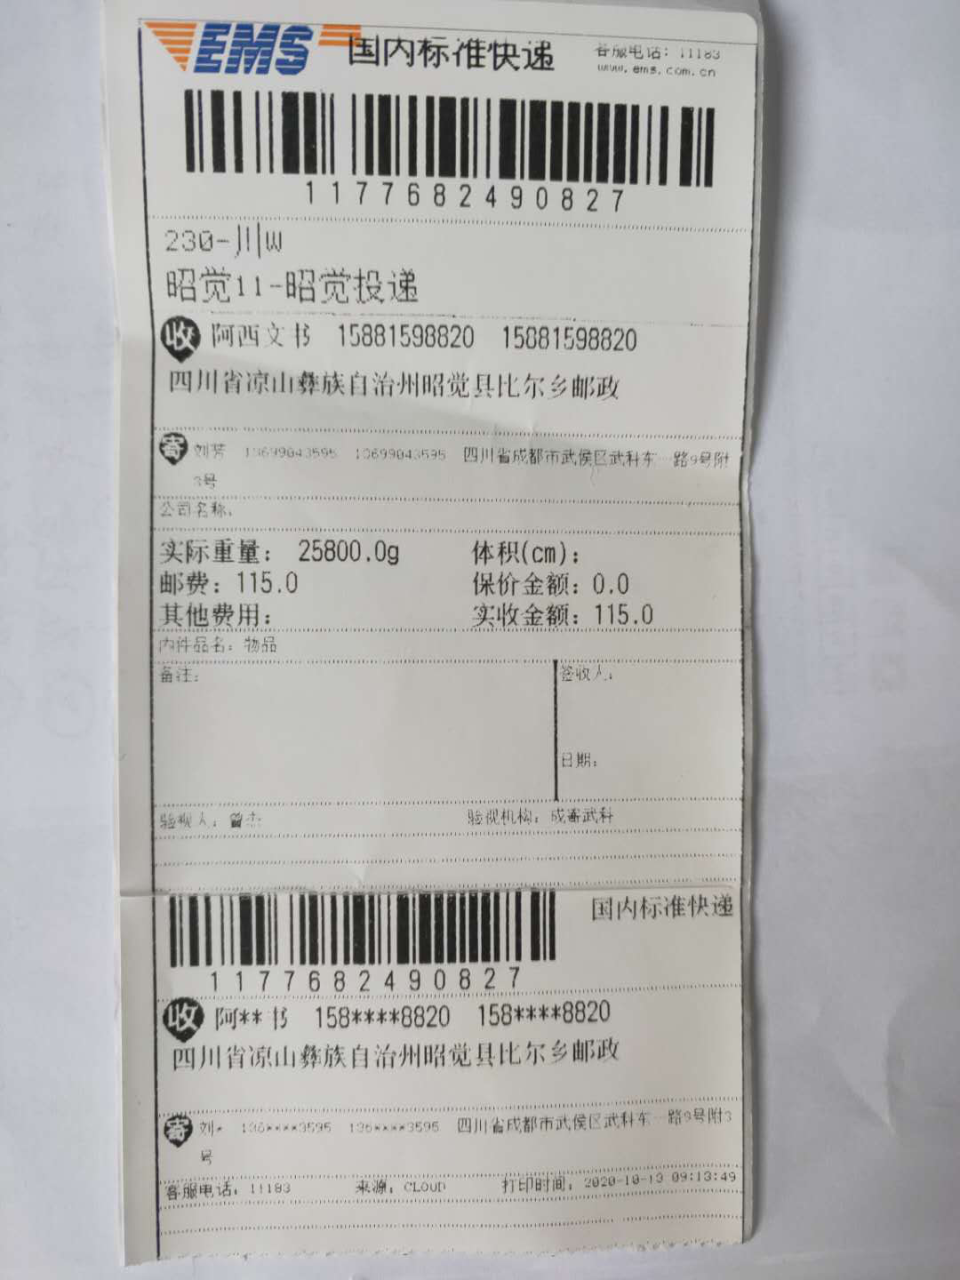 EMS 国内标准快递 客服电话：11183
www.ems.com.cn
1177682490827
230-川W
昭觉11-昭觉投递
收 阿西文书 15881598820 15881598820
四川省凉山彝族自治州昭觉县比尔乡邮政
寄 刘芳 13699043595 13699043595 四川省成都市武侯区武科东一路9号附
3号
公司名称：
实际重量： 25800.0g 体积(cm)：
邮费：115.0 保价金额：0.0
其他费用： 实收金额：115.0
内件品名：物品
备注： 签收人：
日期：
验视人： 验视机构：成寄武科
国内标准快递
1177682490827
收 阿**书 158****8820 158****8820
四川省凉山彝族自治州昭觉县比尔乡邮政
寄 刘* 136****3595 136****3595 四川省成都市武侯区武科东一路9号附3
号
客服电话：11183 来源：CLOUD 打印时间：2020-10-13 09:13:49